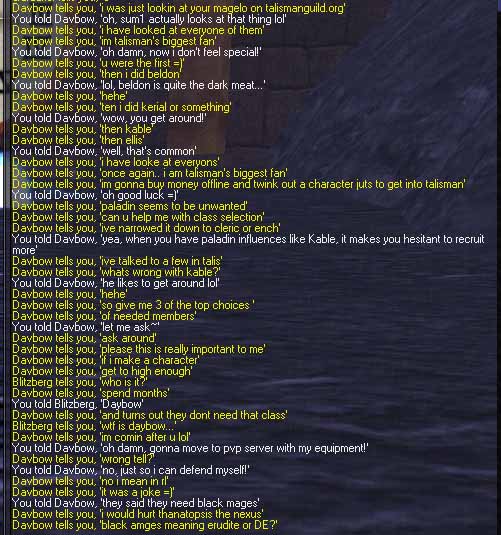 Davbow tells you, 'i was just lookin at your magelo on talismanguild.org'
You told Davbow, 'oh, sum1 actually looks at that thing lol'
Davbow tells you, 'i have looked at everyone of them'
Davbow tells you, 'im talisman's biggest fan'
You told Davbow, 'oh damn, now i don't feel special!'
Davbow tells you, 'u were the first =)'
Davbow tells you, 'then i did beldon'
You told Davbow, 'lol, beldon is quite the dark meat...'
Davbow tells you, 'hehe'
Davbow tells you, 'ten i did kerial or something'
You told Davbow, 'wow, you get around!'
Davbow tells you, 'then kable'
Davbow tells you, 'then ellis'
You told Davbow, 'well, that's common'
Davbow tells you, 'i have looke at everyons'
Davbow tells you, 'once again.. i am talisman's biggest fan'
Davbow tells you, 'im gonna buy money offline and twink out a character juts to get into talisman'
You told Davbow, 'oh good luck =)'
Davbow tells you, 'paladin seems to be unwanted'
Davbow tells you, 'can u help me with class selection'
Davbow tells you, 'ive narrowed it down to cleric or ench'
You told Davbow, 'yea, when you have paladin influences like Kable, it makes you hesitant to recruit
more'
Davbow tells you, 'ive talked to a few in talis'
Davbow tells you, 'whats wrong with kable?'
You told Davbow, 'he likes to get around lol'
Davbow tells you, 'hehe'
Davbow tells you, 'so give me 3 of the top choices '
Davbow tells you, 'of needed members'
You told Davbow, 'let me ask~'
Davbow tells you, 'ask around'
Davbow tells you, 'please this is really important to me'
Davbow tells you, 'if i make a character'
Davbow tells you, 'get to high enough'
Blitzberg tells you, 'who is it?'
Davbow tells you, 'spend months'
You told Blitzberg, 'Daybow'
Davbow tells you, 'and turns out they dont need that class'
Blitzberg tells you, 'wtf is daybow...'
Davbow tells you, 'im comin after u lol'
You told Davbow, 'oh damn, gonna move to pvp server with my equipment!'
Davbow tells you, 'wrong tell?'
You told Davbow, 'no, just so i can defend myself!'
Davbow tells you, 'no i mean in rl'
Davbow tells you, 'it was a joke =)'
You told Davbow, 'they said they need black mages'
Davbow tells you, 'i would hurt thanatopsis the nexus'
Davbow tells you, 'black amges meaning erudite or DE?'